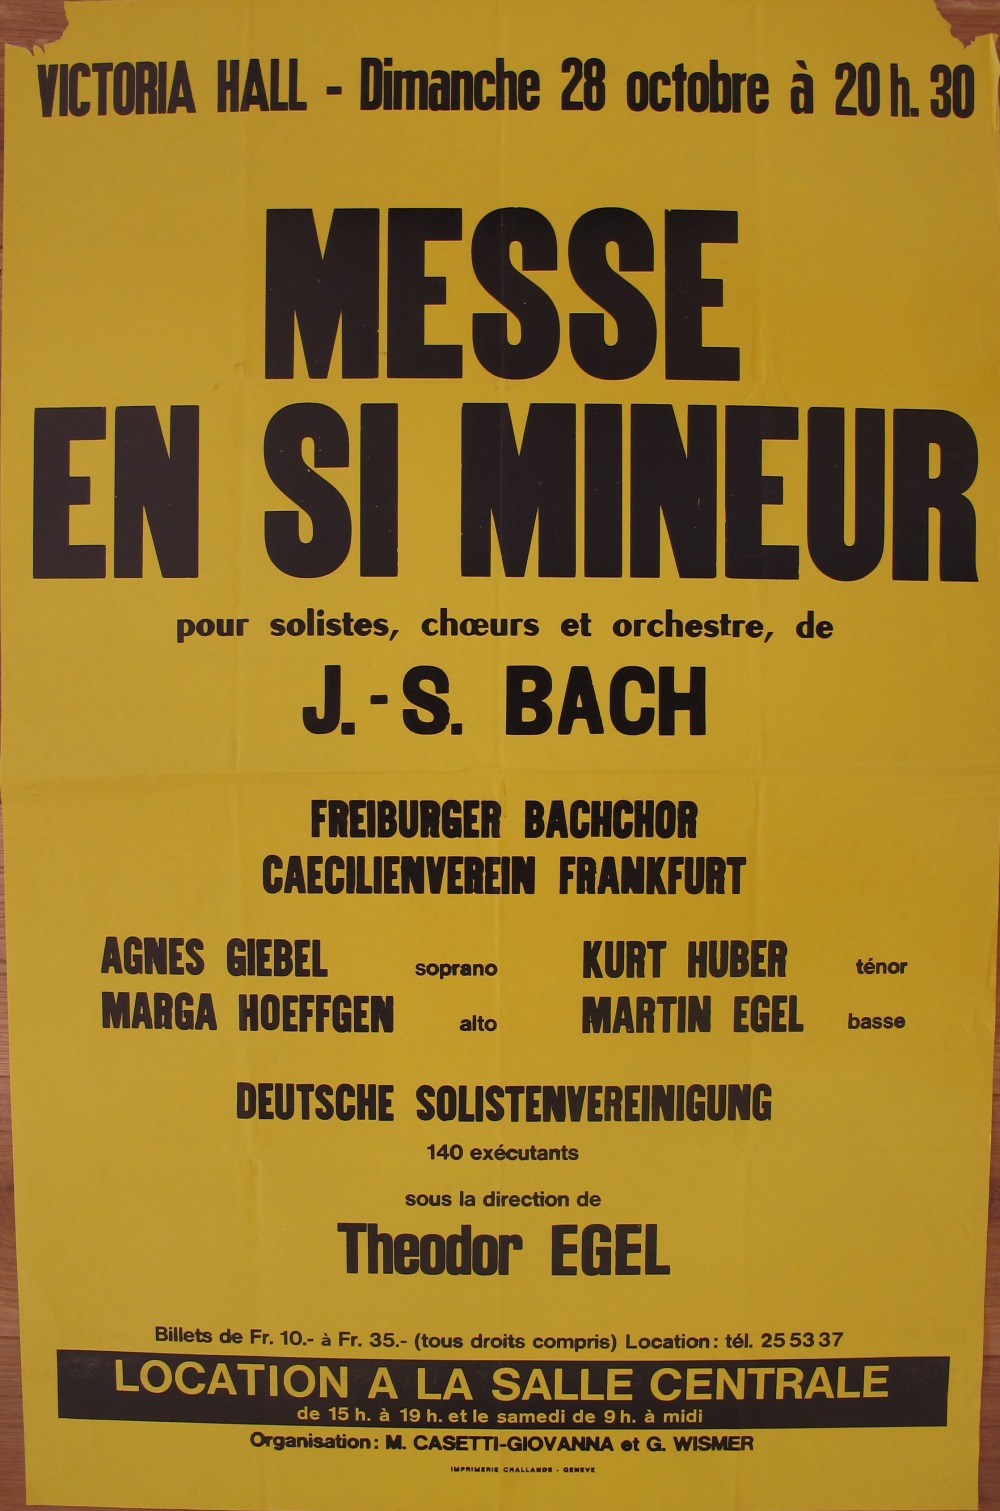 VICTORIA HALL - Dimanche 28 octobre à 20 h. 30
MESSE
EN SI MINEUR
pour solistes, chœurs et orchestre, de
J.-S. BACH
FREIBURGER BACHCHOR
CAECILIENVEREIN FRANKFURT
AGNES GIEBEL soprano KURT HUBER ténor
MARGA HOEFFGEN alto MARTIN EGEL basse
DEUTSCHE SOLISTENVEREINIGUNG
140 exécutants
sous la direction de
Theodor EGEL
Billets de Fr. 10.- à Fr. 35.- (tous droits compris) Location: tél. 25 53 37
LOCATION A LA SALLE CENTRALE
de 15 h. à 19 h. et le samedi de 9 h. à midi
Organisation: M. CASETTI-GIOVANNA et G. WISMER
IMPRIMERIE CHALLANDE - GENEVE